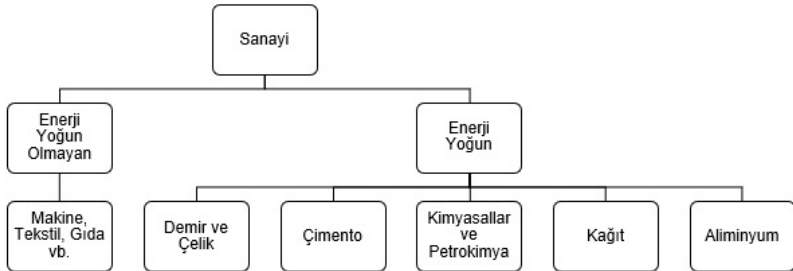 Sanayi
Enerji
Yoğun
Olmayan
Enerji
Yoğun
Makine,
Tekstil, Gıda
vb.
Demir ve
Çelik
Çimento
Kimyasallar
ve
Petrokimya
Kağıt
Aliminyum